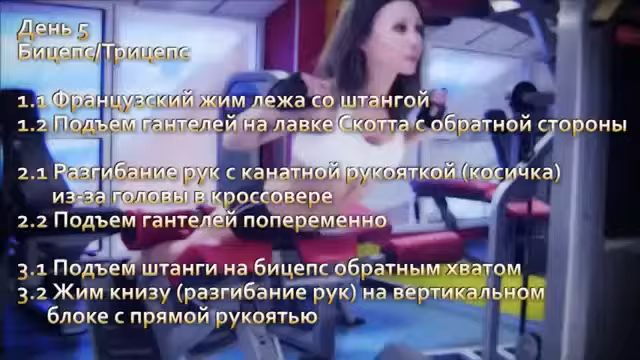 День 5
Бицепс/Трицепс
1.1 Французский жим лежа со штангой
1.2 Подъем гантелей на лавке Скотта с обратной стороны
2.1 Разгибание рук с канатной рукояткой (косичка)
из-за головы в кроссовере
2.2 Подъем гантелей попеременно
3.1 Подъем штанги на бицепс обратным хватом
3.2 Жим книзу (разгибание рук) на вертикальном
блоке с прямой рукоятью